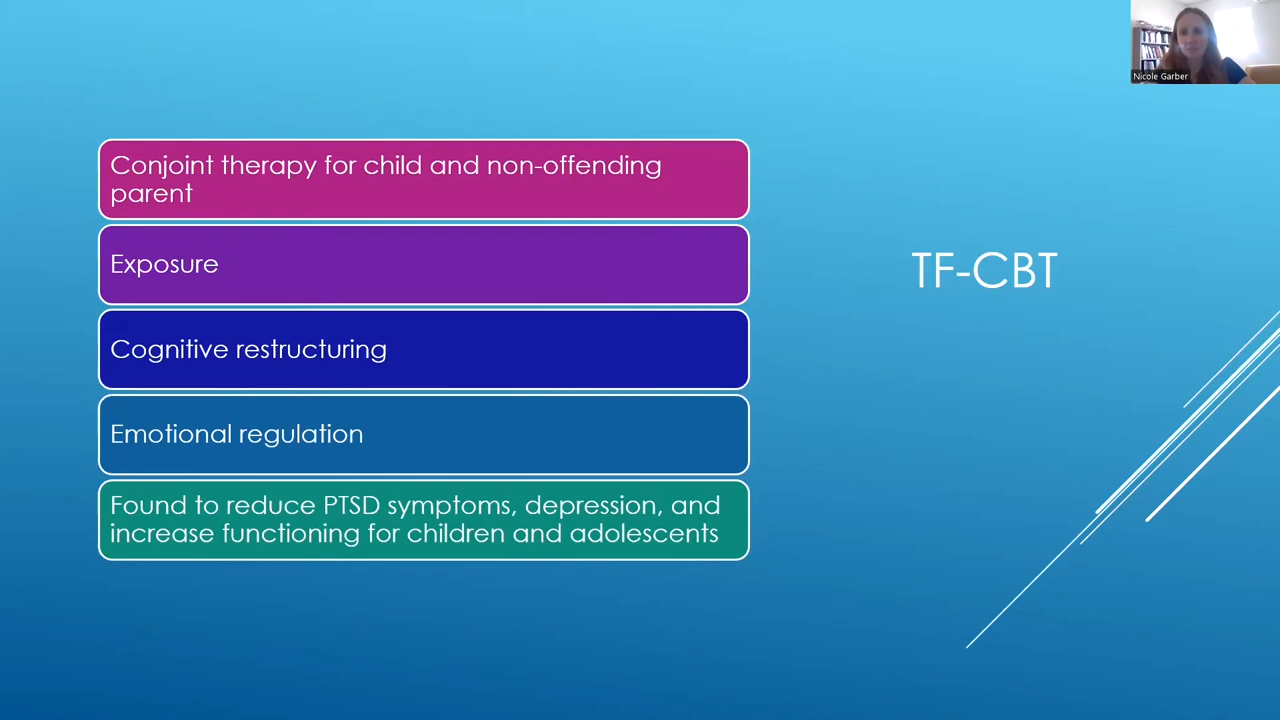 Nicole Garber
Conjoint therapy for child and non-offending
parent
Exposure
Cognitive restructuring
Emotional regulation
Found to reduce PTSD symptoms, depression, and
increase functioning for children and adolescents
TF-CBT